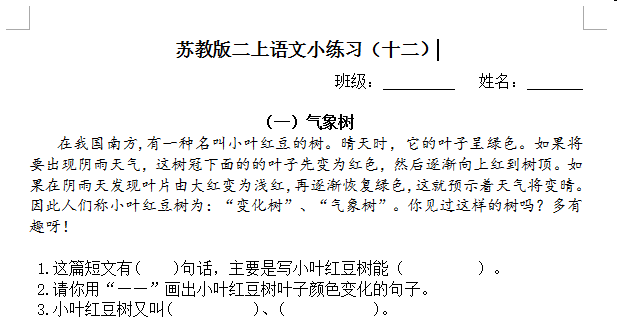 苏教版二上语文小练习（十二）
班级：_________ 姓名：_______
（一）气象树
在我国南方,有一种名叫小叶红豆的树。晴天时，它的叶子呈绿色。如果将
要出现阴雨天气，这树冠下面的的叶子先变为红色，然后逐渐向上红到树顶。如
果在阴雨天发现叶片由大红变为浅红,再逐渐恢复绿色,这就预示着天气将变晴。
因此人们称小叶红豆树为：“变化树”、“气象树”。你见过这样的树吗？多有
趣呀！
1.这篇短文有(    )句话，主要是写小叶红豆树能（          ）。
2.请你用“——”画出小叶红豆树叶子颜色变化的句子。
3.小叶红豆树又叫(          )、(           )。